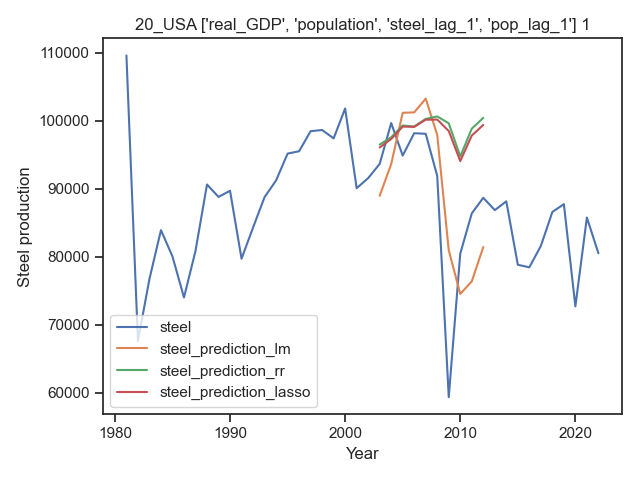 20_USA ['real_GDP', 'population', 'steel_lag_1', 'pop_lag_1'] 1
110000
100000
90000
80000
70000
60000
Steel production
steel
steel_prediction_lm
steel_prediction_rr
steel_prediction_lasso
1980
1990
2000
2010
2020
Year